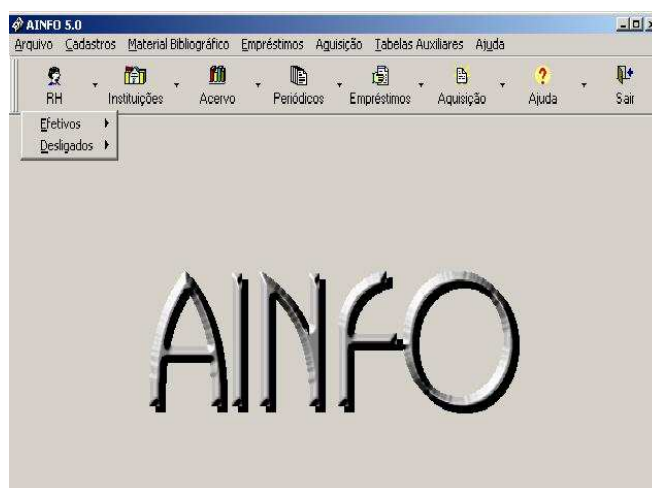 AINFO 5.0
Arquivo Cadastros Material Bibliográfico Empréstimos Aquisição Tabelas Auxiliares Ajuda
RH Instituições Acervo Periódicos Empréstimos Aquisição Ajuda Sair
Efetivos
Desligados
AINFO